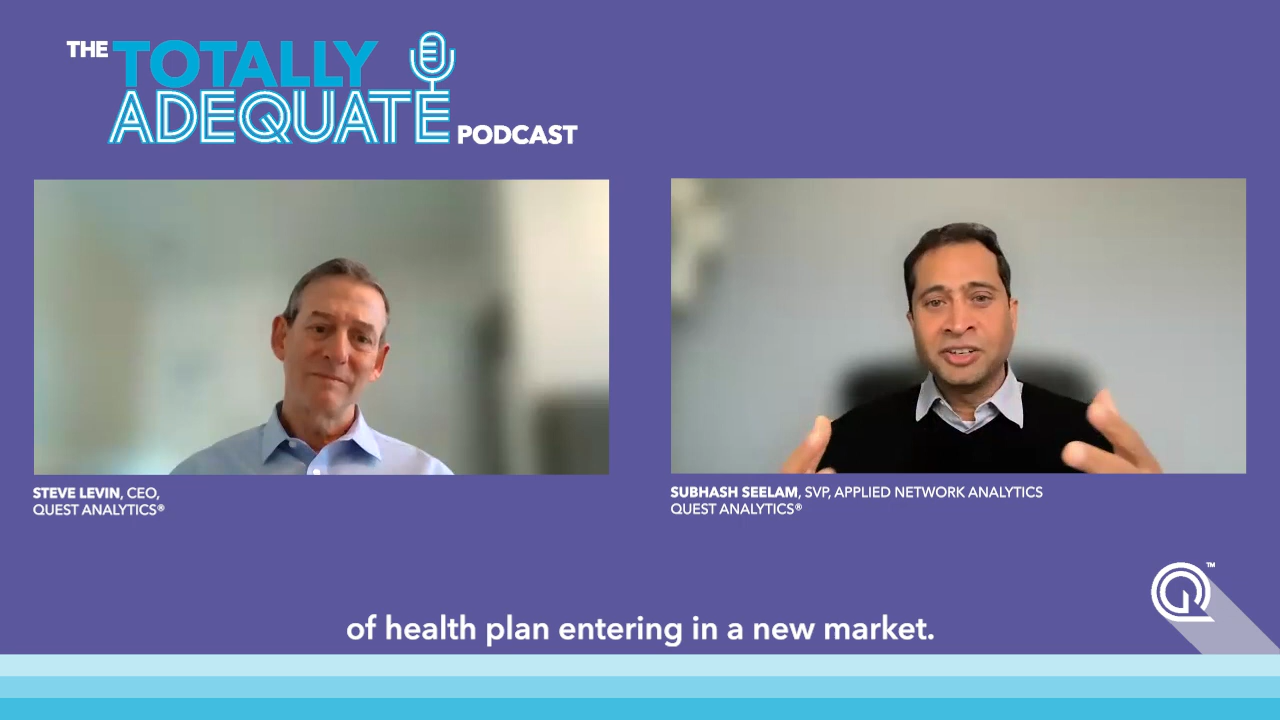 THE TOTALLY
ADEQUATE PODCAST
STEVE LEVIN, CEO,
QUEST ANALYTICS®
SUBHASH SEELAM, SVP, APPLIED NETWORK ANALYTICS
QUEST ANALYTICS®
Q™
of health plan entering in a new market.